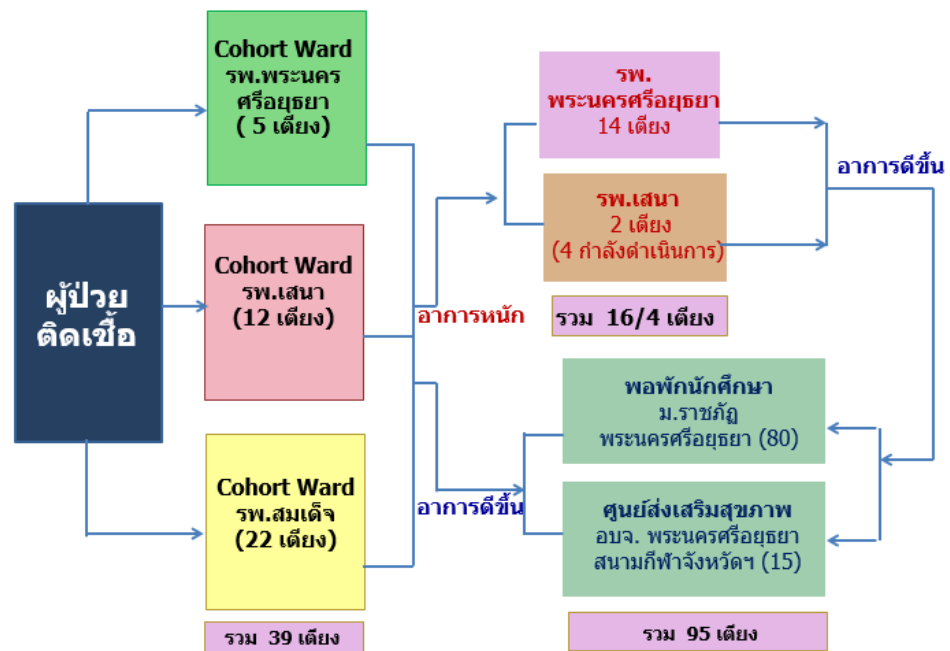 ผู้ป่วย
ติดเชื้อ
Cohort Ward
รพ.พระนคร
ศรีอยุธยา
( 5 เตียง)
Cohort Ward
รพ.เสนา
(12 เตียง)
Cohort Ward
รพ.สมเด็จ
(22 เตียง)
รวม 39 เตียง
อาการหนัก
อาการดีขึ้น
รพ.
พระนครศรีอยุธยา
14 เตียง
รพ.เสนา
2 เตียง
(4 กำลังดำเนินการ)
รวม 16/4 เตียง
อาการดีขึ้น
พอพักนักศึกษา
ม.ราชภัฏ
พระนครศรีอยุธยา (80)
ศูนย์ส่งเสริมสุขภาพ
อบจ. พระนครศรีอยุธยา
สนามกีฬาจังหวัดฯ (15)
รวม 95 เตียง